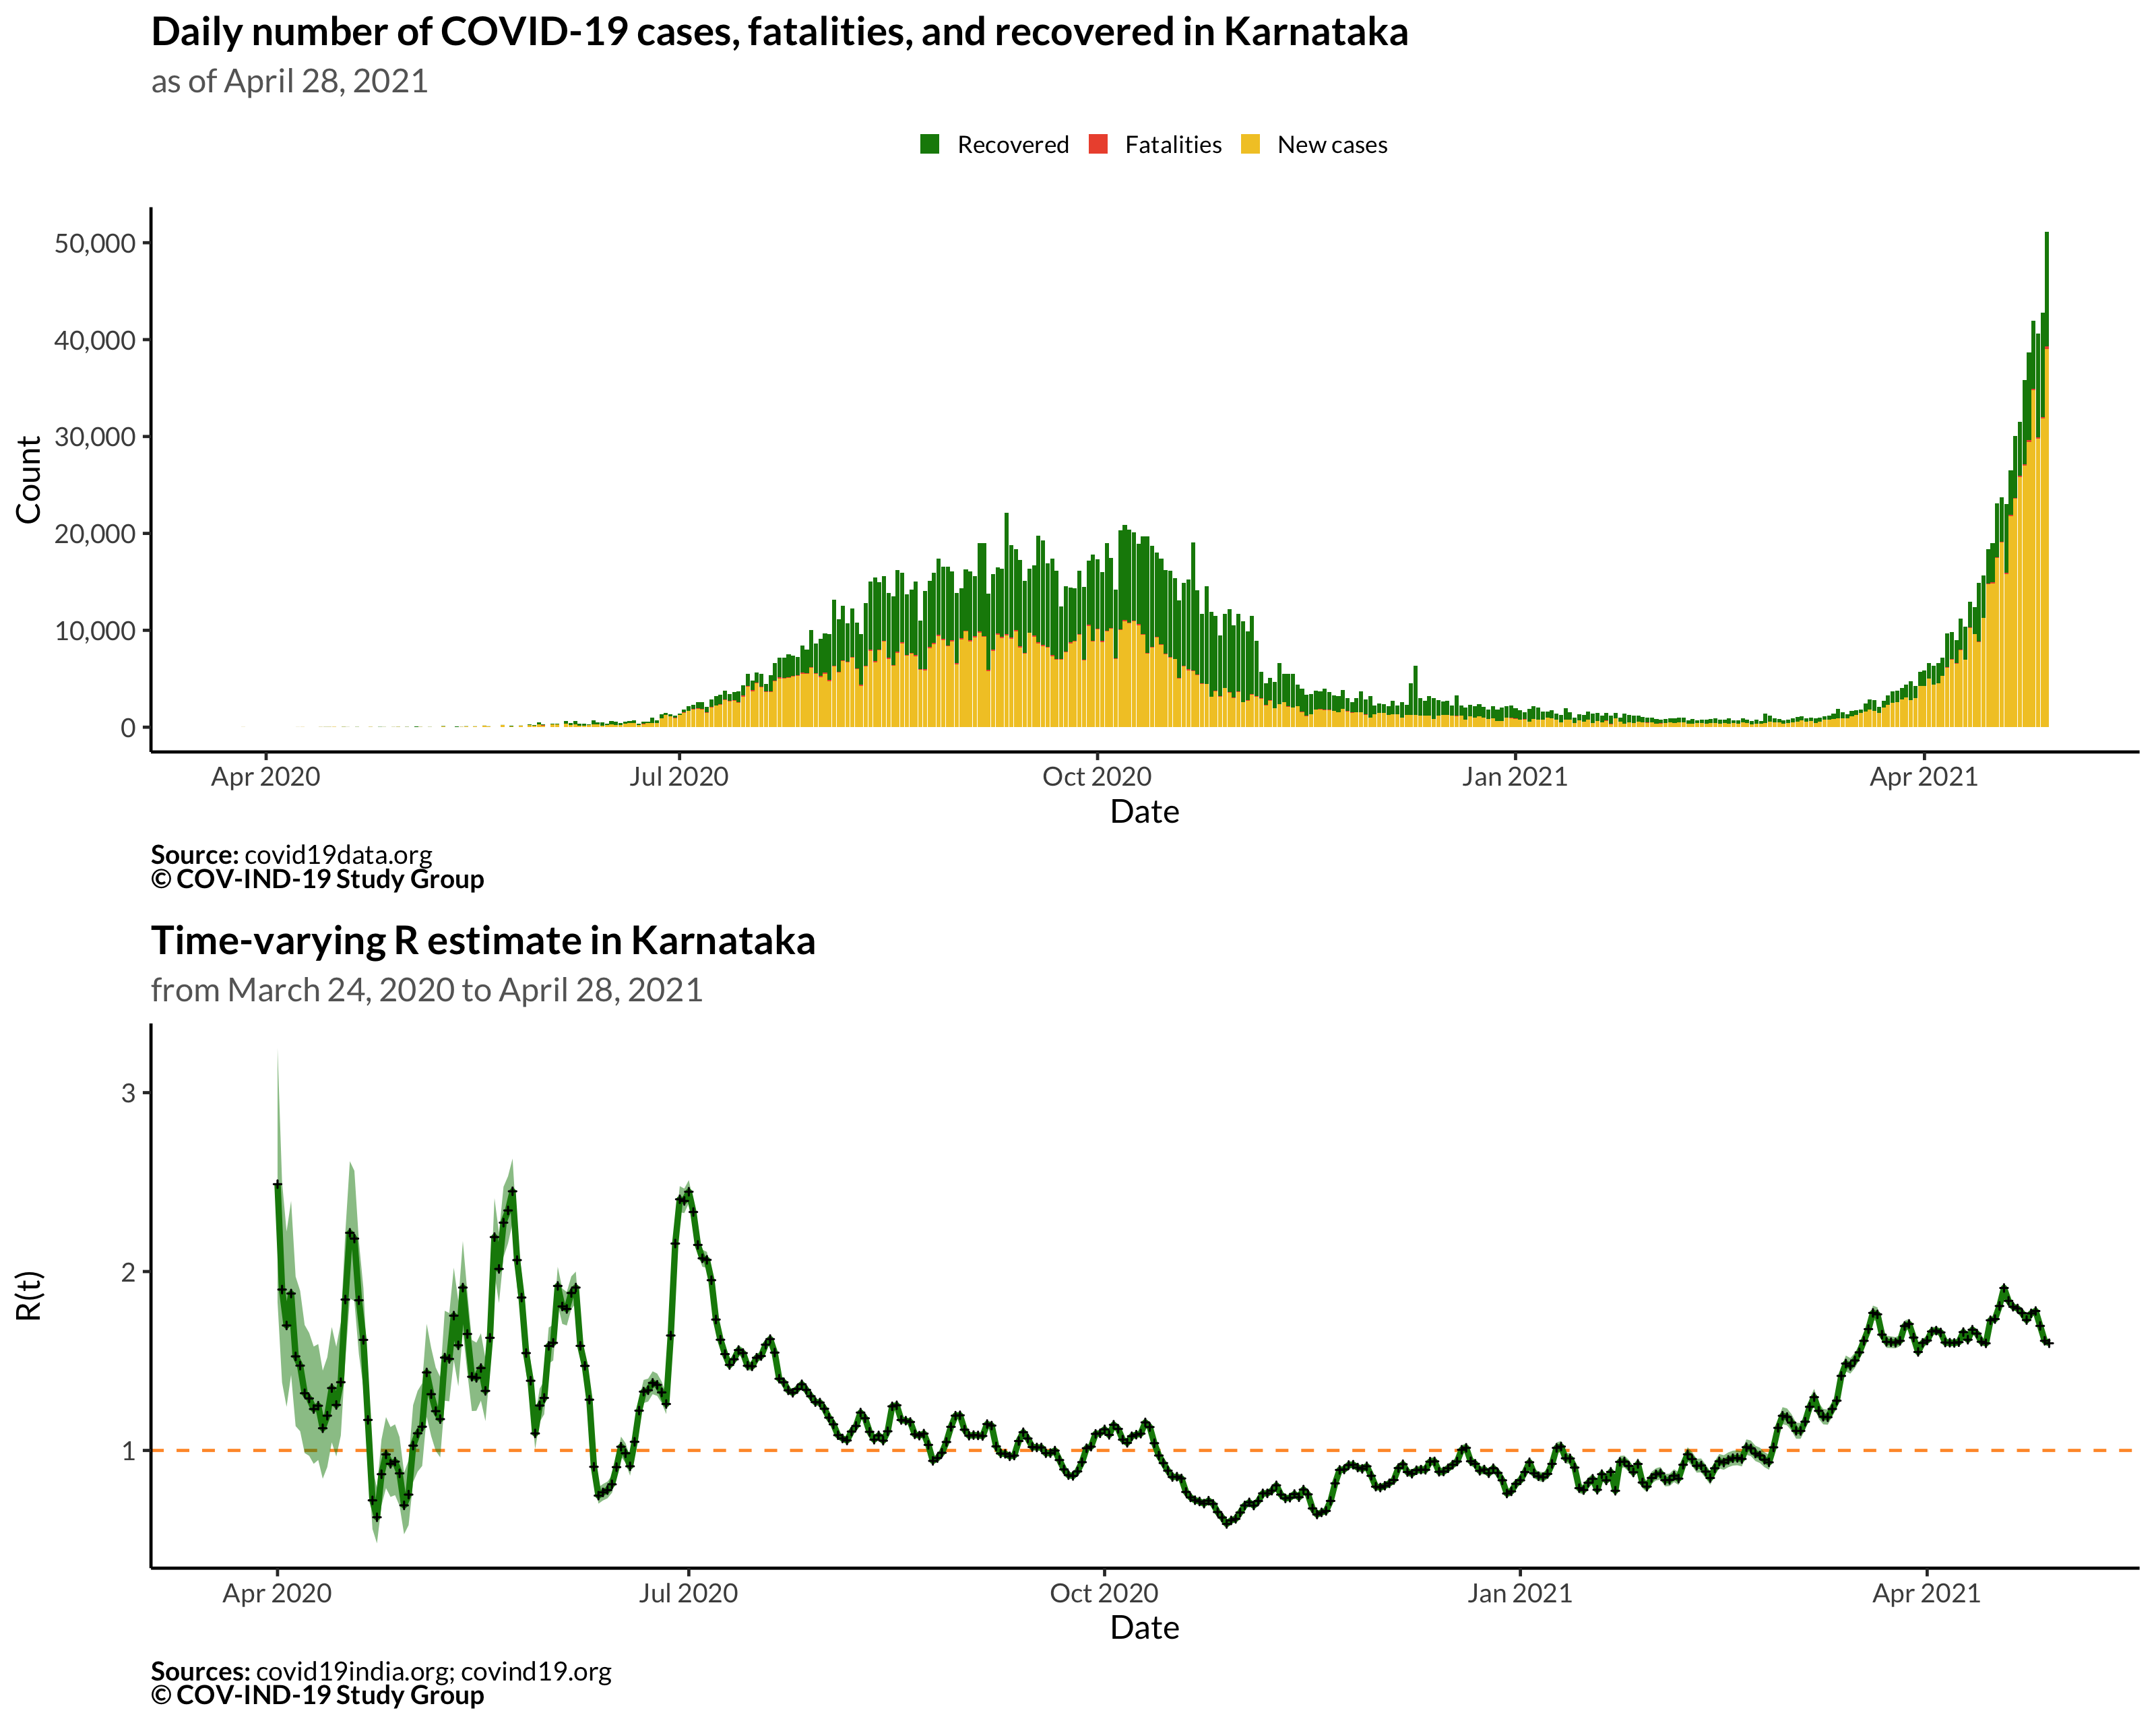 Daily number of COVID-19 cases, fatalities, and recovered in Karnataka
as of April 28, 2021
Recovered Fatalities New cases
50,000
40,000
30,000
20,000
10,000
0
Count
Apr 2020 Jul 2020 Oct 2020 Jan 2021 Apr 2021
Date
Source: covid19data.org
© COV-IND-19 Study Group
Time-varying R estimate in Karnataka
from March 24, 2020 to April 28, 2021
3
2
1
R(t)
Apr 2020 Jul 2020 Oct 2020 Jan 2021 Apr 2021
Date
Sources: covid19india.org; covind19.org
© COV-IND-19 Study Group